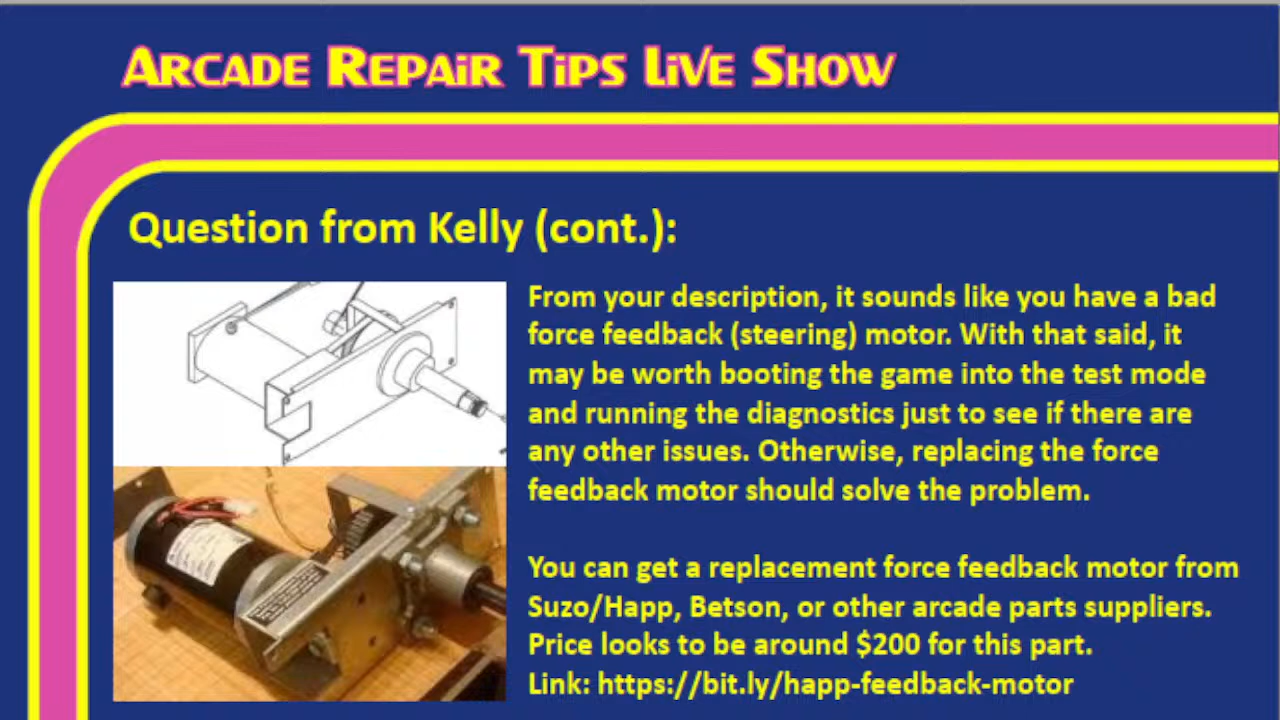 Arcade Repair Tips Live Show
Question from Kelly (cont.):
From your description, it sounds like you have a bad
force feedback (steering) motor. With that said, it
may be worth booting the game into the test mode
and running the diagnostics just to see if there are
any other issues. Otherwise, replacing the force
feedback motor should solve the problem.
You can get a replacement force feedback motor from
Suzo/Happ, Betson, or other arcade parts suppliers.
Price looks to be around $200 for this part.
Link: https://bit.ly/happ-feedback-motor